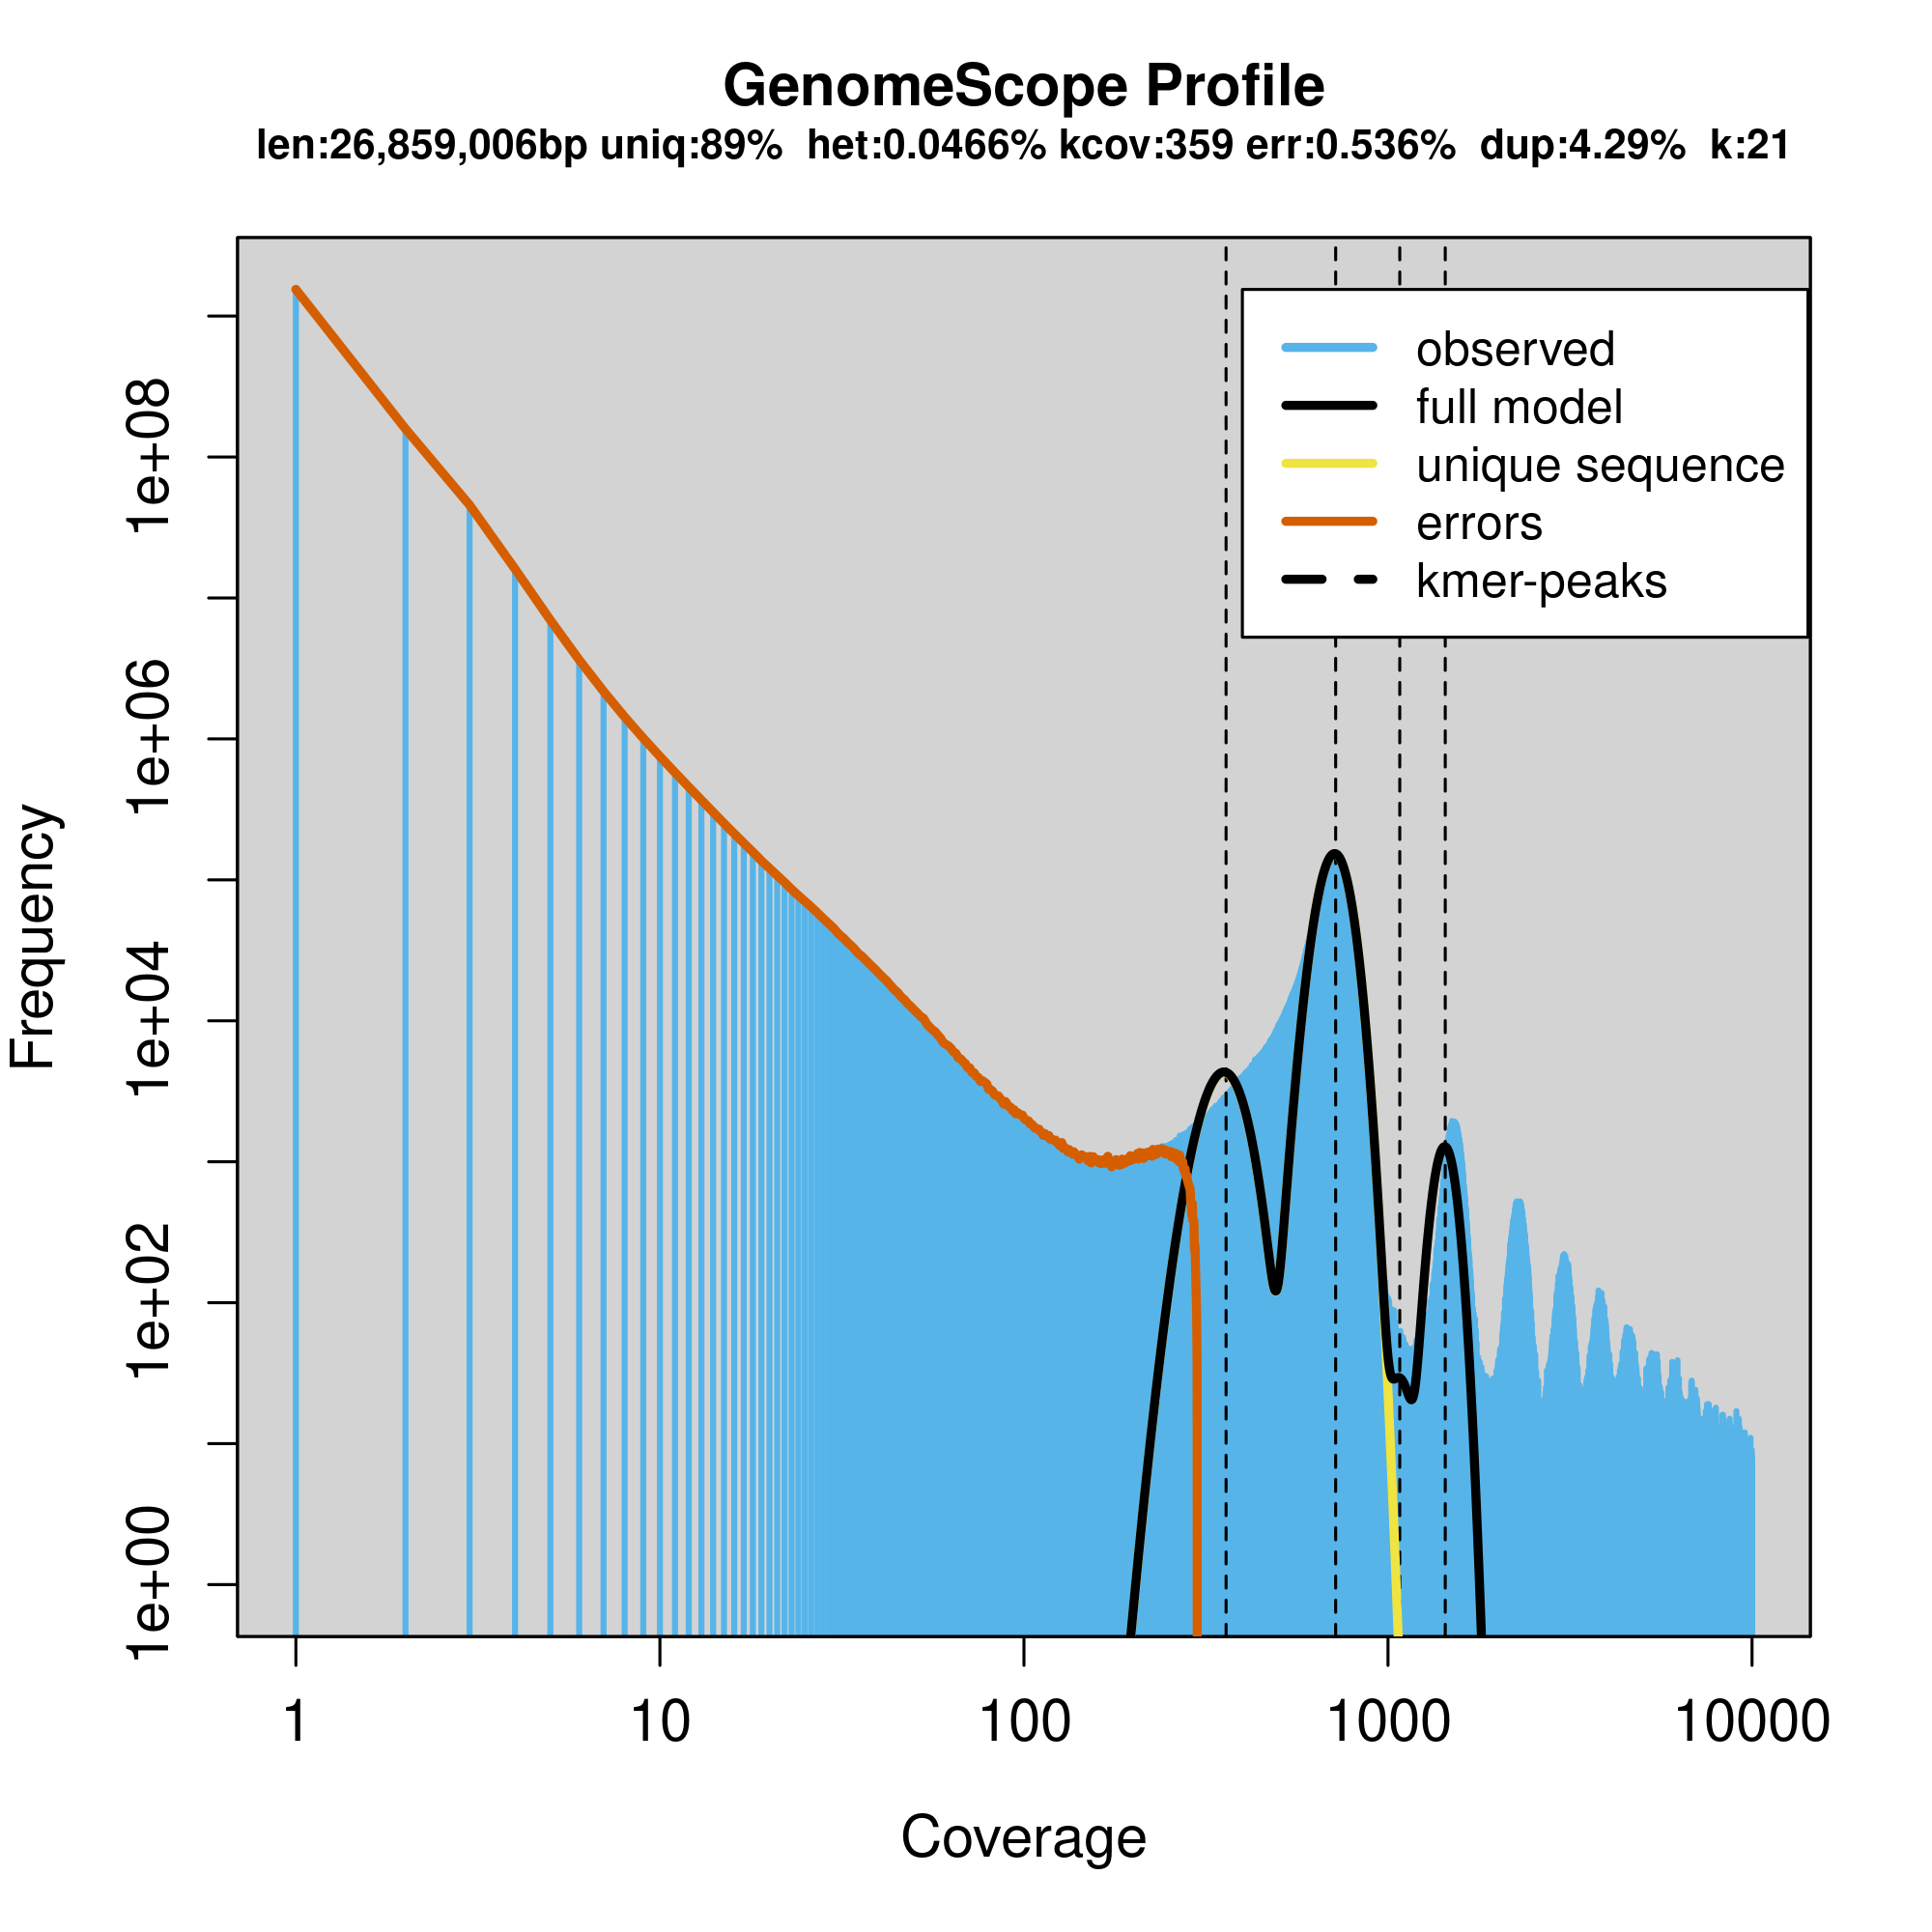 GenomeScope Profile
len:26,859,006bp uniq:89% het:0.0466% kcov:359 err:0.536% dup:4.29% k:21
observed
full model
unique sequence
errors
kmer-peaks
Frequency
1e+08
1e+06
1e+04
1e+02
1e+00
1 10 100 1000 10000
Coverage